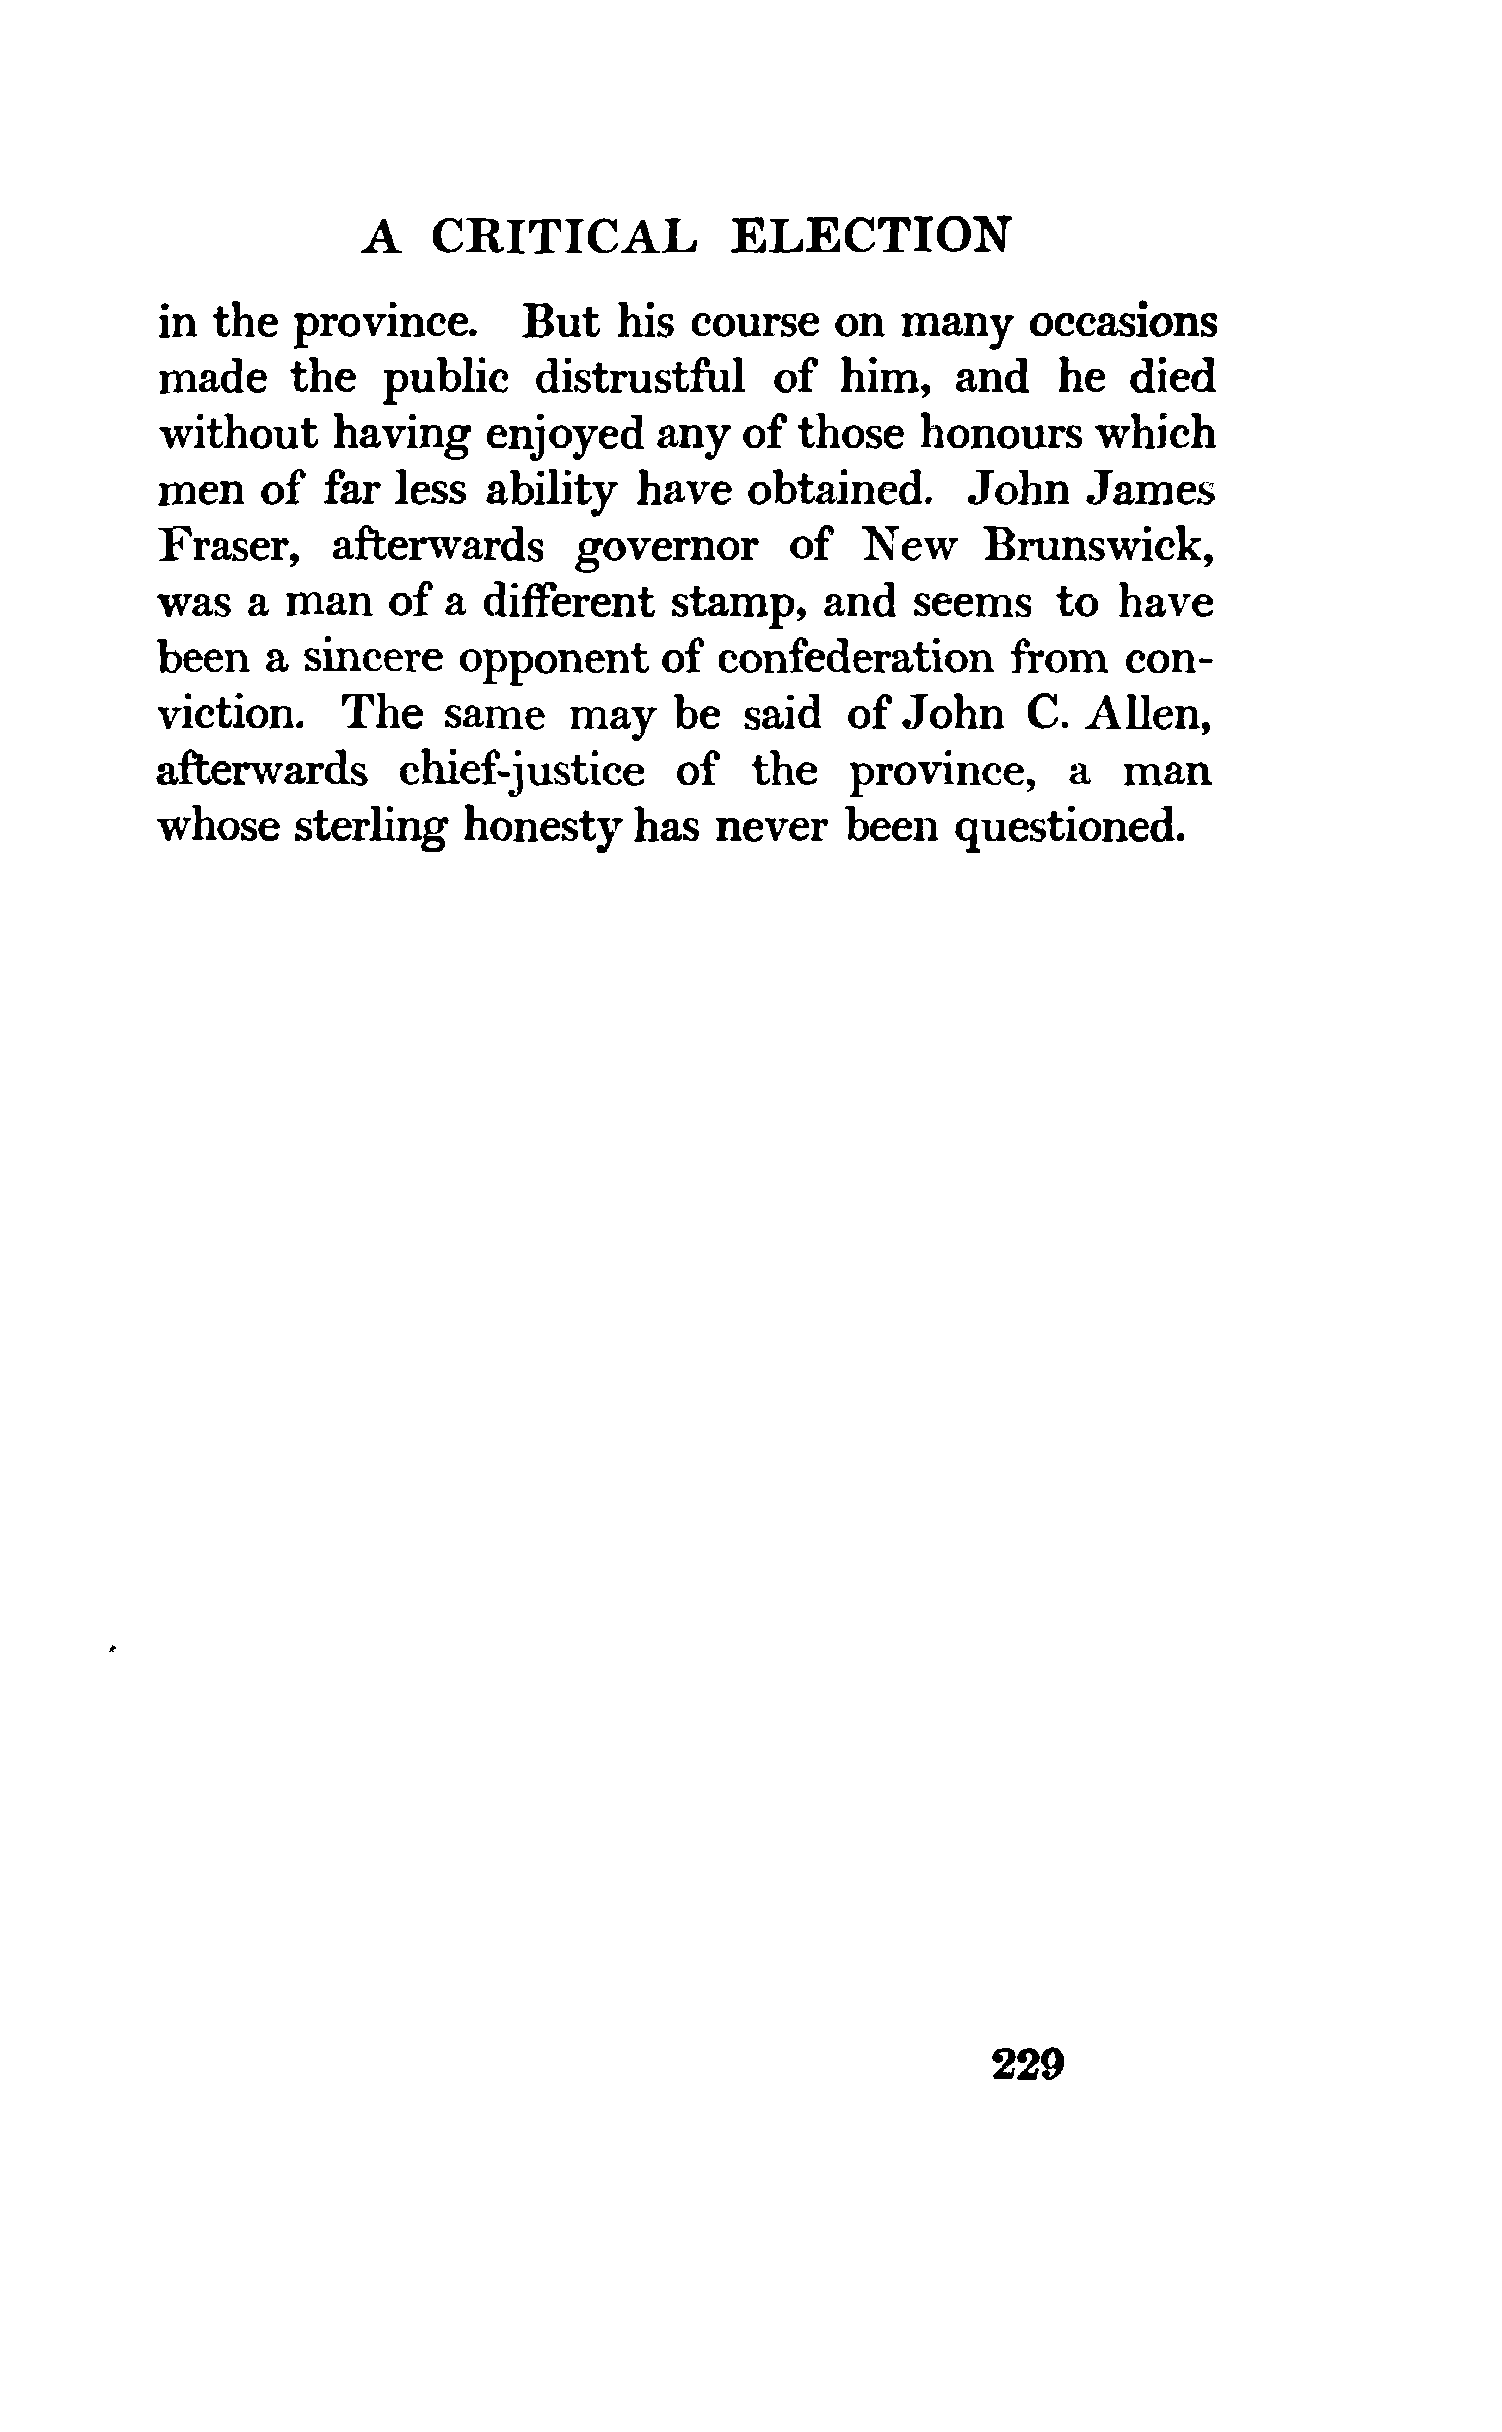 A CRITICAL ELECTION
in the province. But his course on many occasions
made the public distrustful of him, and he died
without having enjoyed any of those honours which
men of far less ability have obtained. John James
Fraser, afterwards governor of New Brunswick,
was a man of a different stamp, and seems to have
been a sincere opponent of confederation from con-
viction. The same may be said of John C. Allen,
afterwards chief-justice of the province, a man
whose sterling honesty has never been questioned.
229